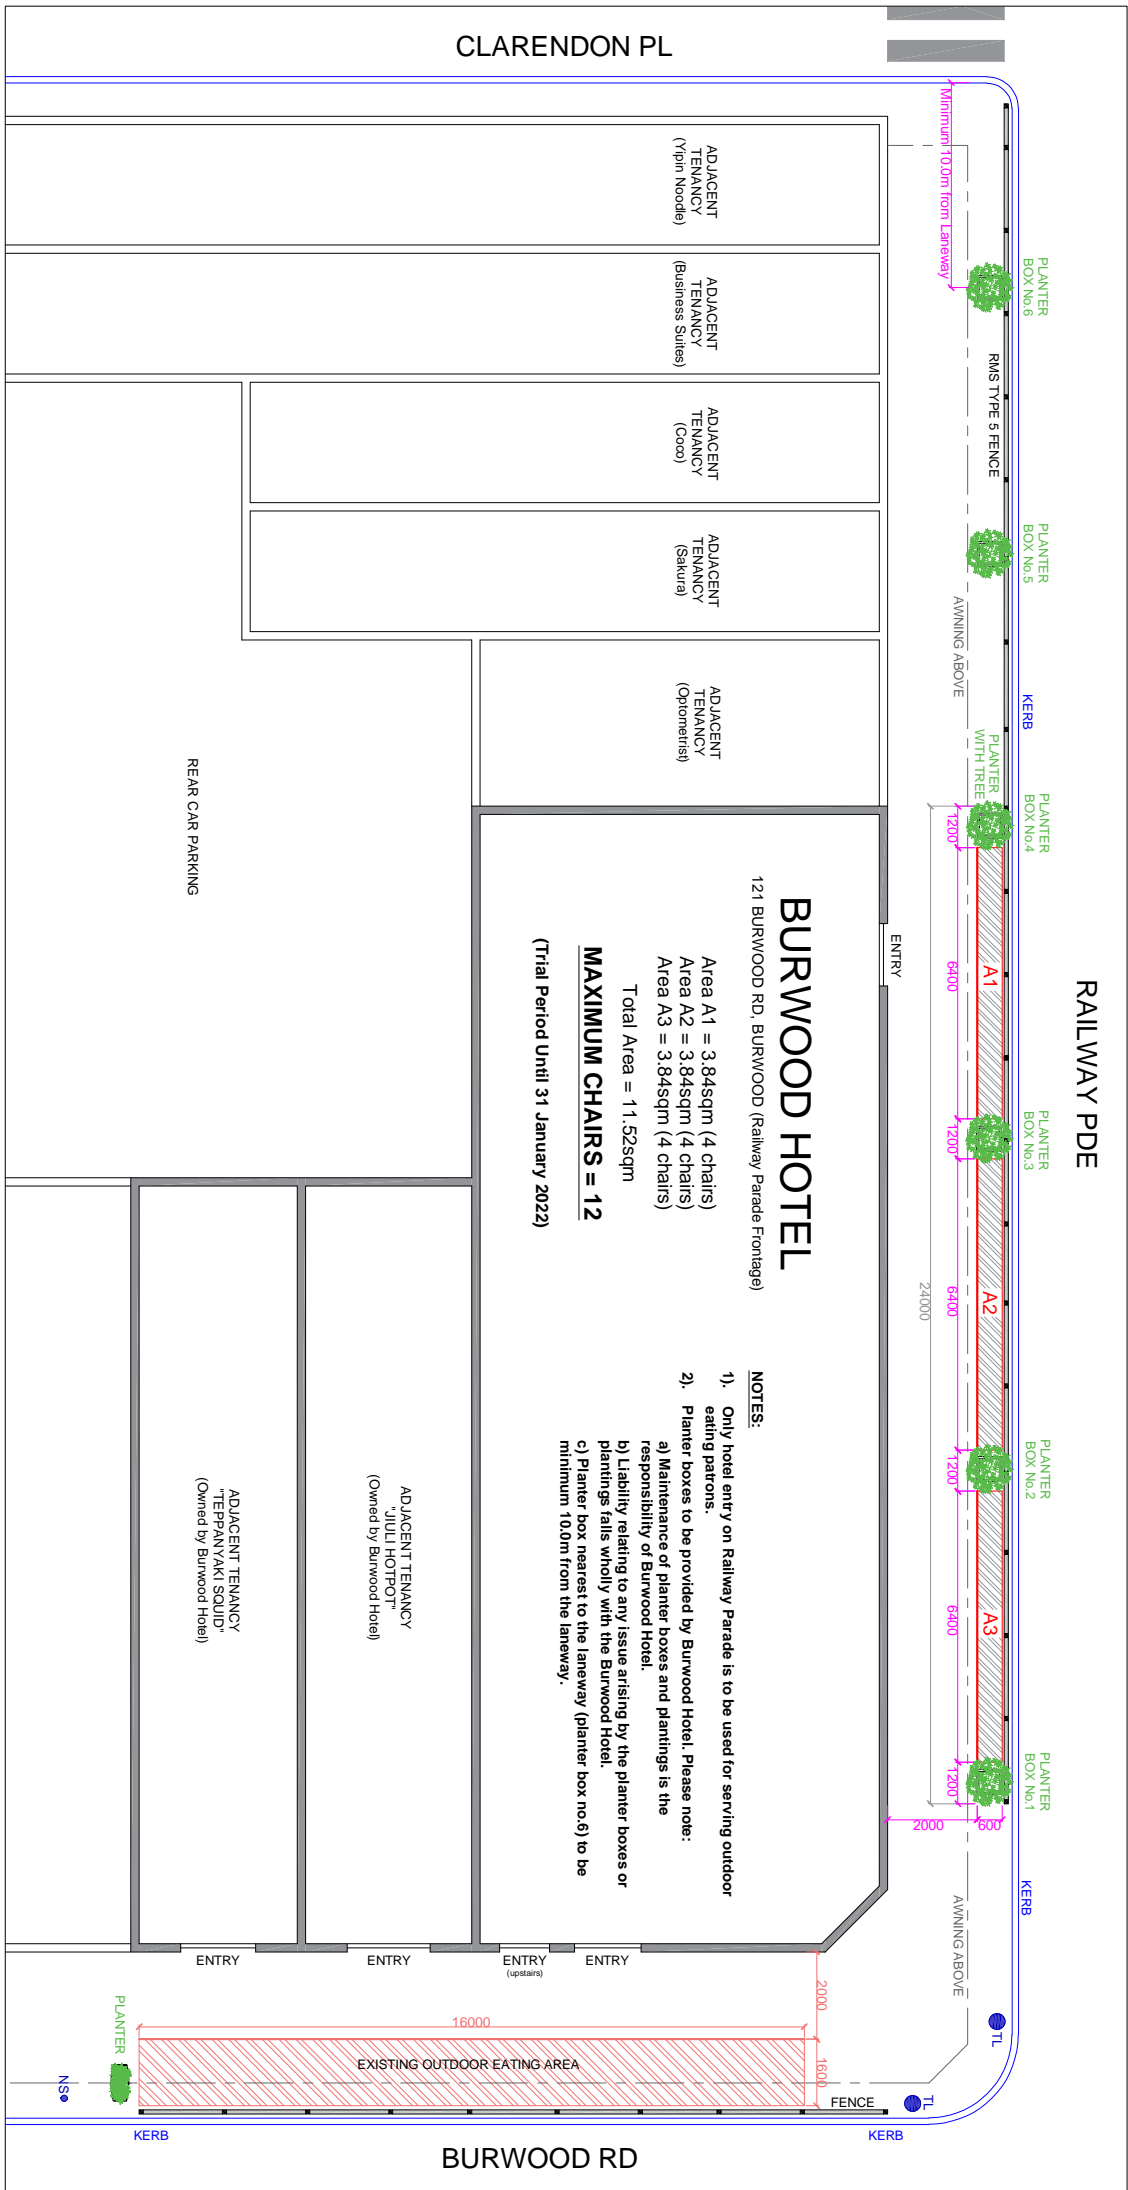 CLARENDON PL
RAILWAY PDE
BURWOOD RD
Minimum 10.0m from Laneway
PLANTER
BOX No.6
RMS TYPE 5 FENCE
PLANTER
BOX No.5
AWNING ABOVE
KERB
PLANTER
WITH TREE
PLANTER
BOX No.4
1200
6400
A1
PLANTER
BOX No.3
1200
6400
A2
24000
PLANTER
BOX No.2
1200
6400
A3
PLANTER
BOX No.1
1200
2000
600
KERB
AWNING ABOVE
TL
TL
ADJACENT
TENANCY
(Yipin Noodle)
ADJACENT
TENANCY
(Business Suites)
ADJACENT
TENANCY
(Coco)
ADJACENT
TENANCY
(Sakura)
ADJACENT
TENANCY
(Optometrist)
REAR CAR PARKING
ENTRY
BURWOOD HOTEL
121 BURWOOD RD, BURWOOD (Railway Parade Frontage)
Area A1 = 3.84sqm (4 chairs)
Area A2 = 3.84sqm (4 chairs)
Area A3 = 3.84sqm (4 chairs)
Total Area = 11.52sqm
MAXIMUM CHAIRS = 12
(Trial Period Until 31 January 2022)
NOTES:
1). Only hotel entry on Railway Parade is to be used for serving outdoor
eating patrons.
2). Planter boxes to be provided by Burwood Hotel. Please note:
a) Maintenance of planter boxes and plantings is the
responsibility of Burwood Hotel.
b) Liability relating to any issue arising by the planter boxes or
plantings falls wholly with the Burwood Hotel.
c) Planter box nearest to the laneway (planter box no.6) to be
minimum 10.0m from the laneway.
ADJACENT TENANCY
"JIULI HOTPOT"
(Owned by Burwood Hotel)
ADJACENT TENANCY
"TEPPANYAKI SQUID"
(Owned by Burwood Hotel)
ENTRY
ENTRY
ENTRY
(upstairs)
ENTRY
2000
1600
16000
EXISTING OUTDOOR EATING AREA
FENCE
PLANTER
NS
KERB
KERB